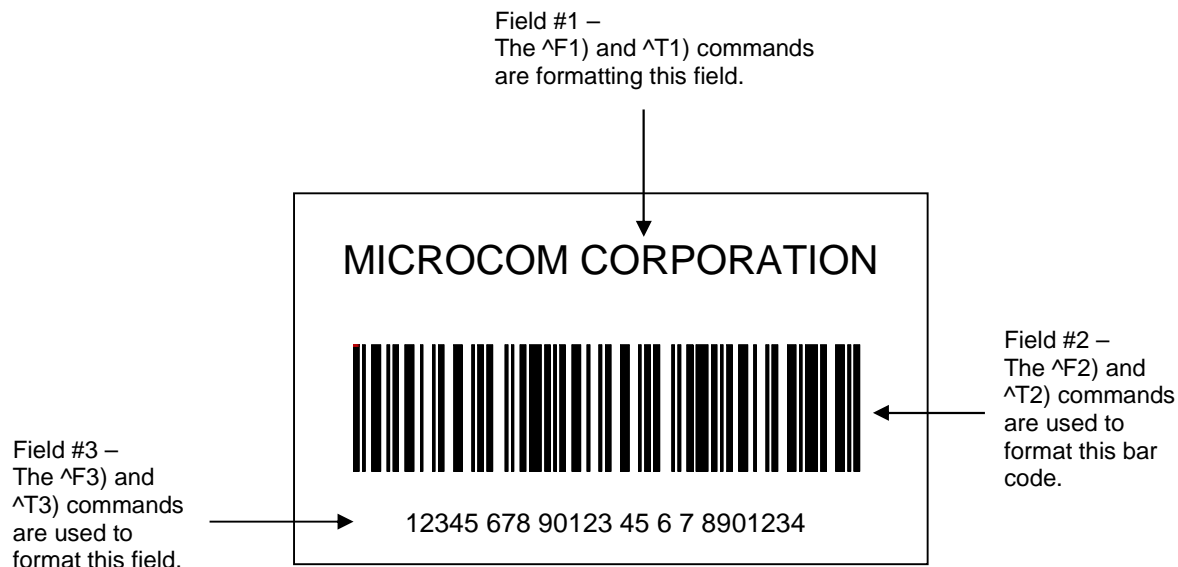 Field #1 –
The ^F1) and ^T1) commands
are formatting this field.
MICROCOM CORPORATION
Field #2 –
The ^F2) and
^T2) commands
are used to
format this bar
code.
Field #3 –
The ^F3) and
^T3) commands
are used to
format this field.
12345 678 90123 45 6 7 8901234